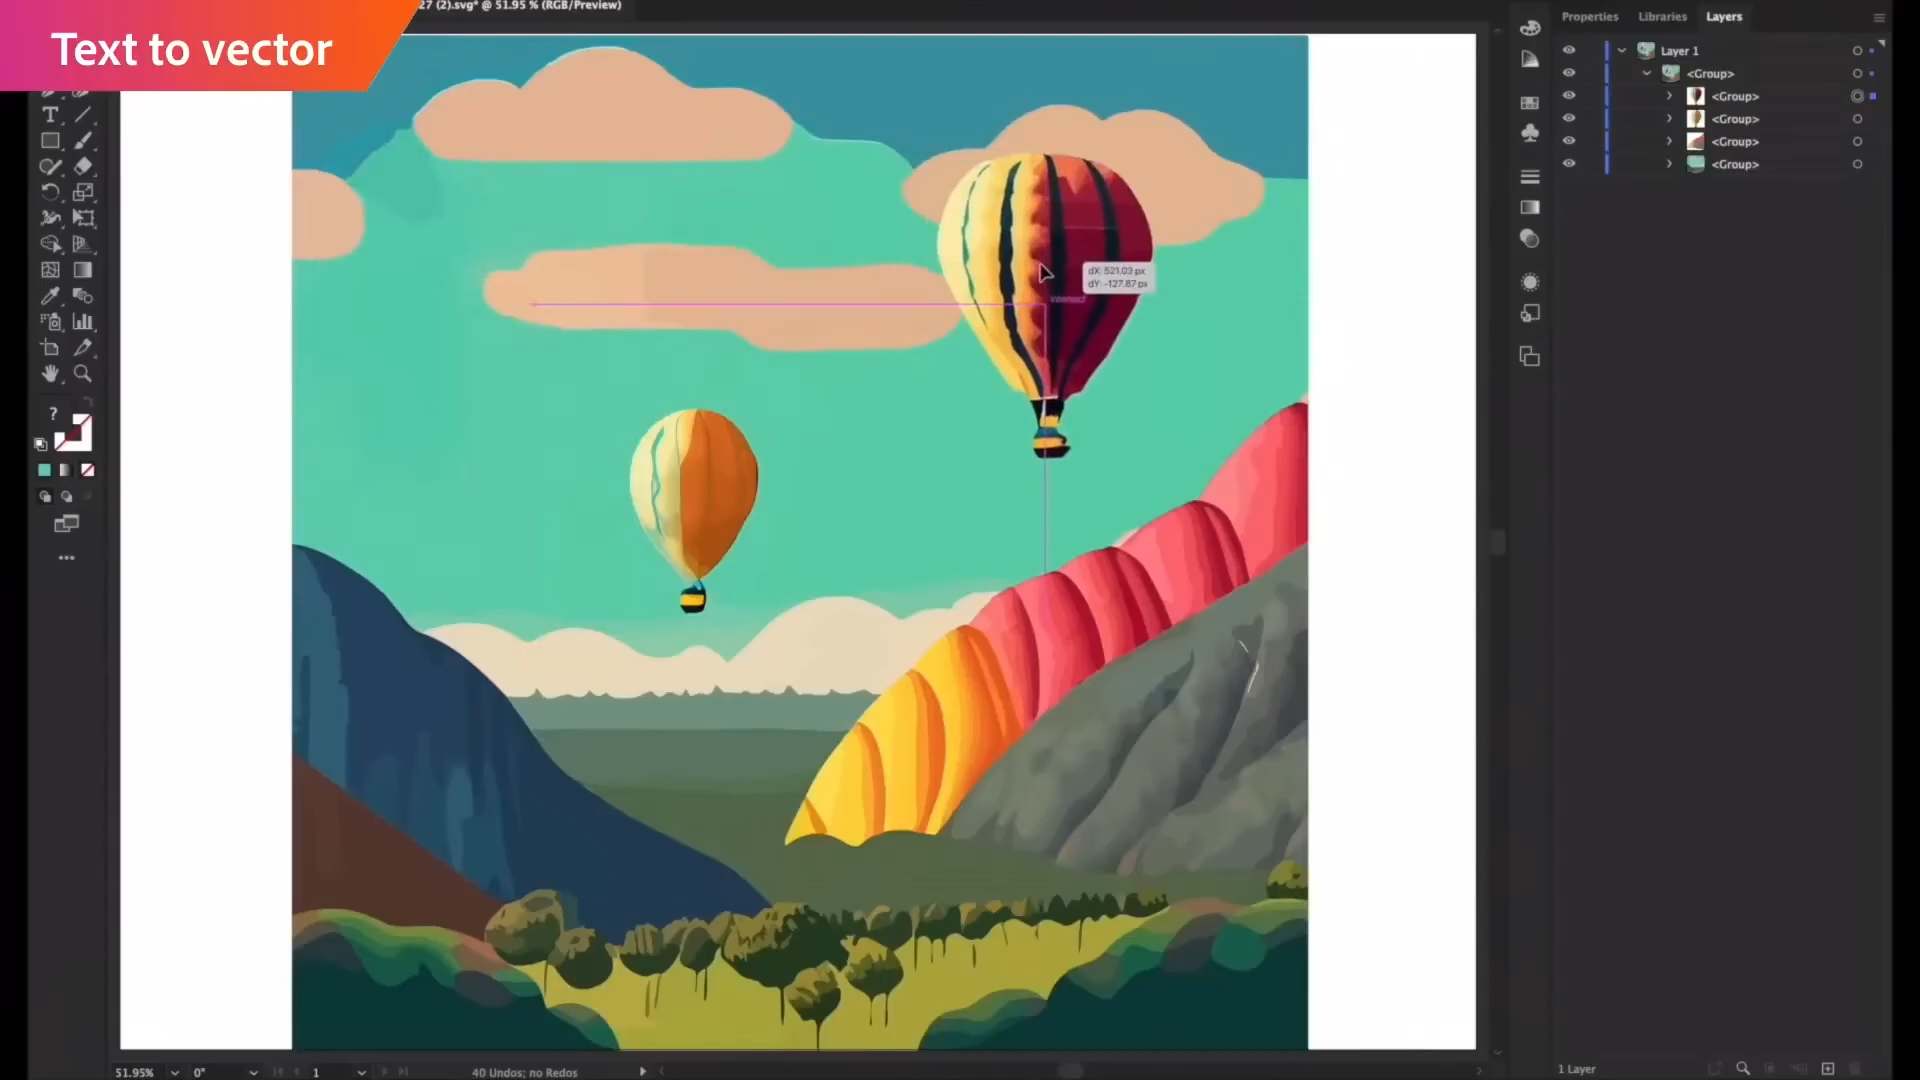 27 (2).svg* @ 51.95 % (RGB/Preview)
Text to vector
Properties
Libraries
Layers
Layer 1
<Group>
<Group>
<Group>
<Group>
<Group>
dX: 521.03 px
dY: -127.87 px
intersect
?
51.95%
0°
1
40 Undos; no Redos
1 Layer